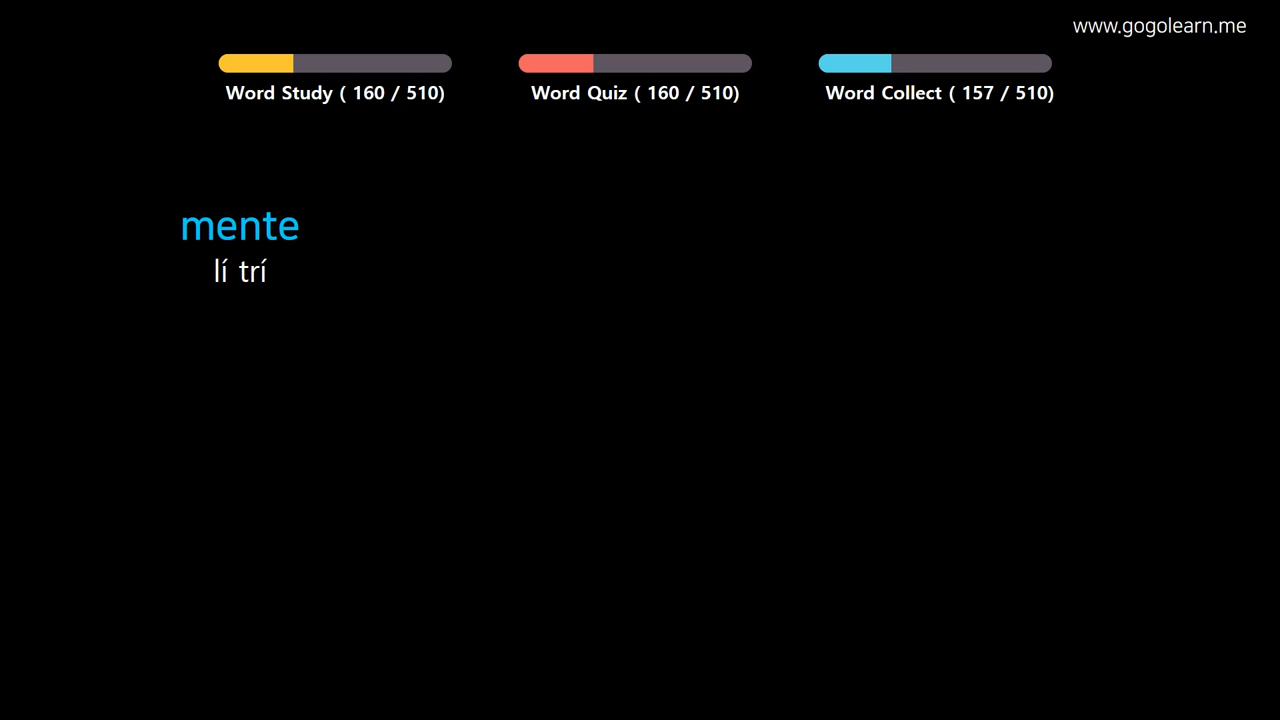 www.gogolearn.me
Word Study ( 160 / 510)
Word Quiz ( 160 / 510)
Word Collect ( 157 / 510)
mente
lí trí